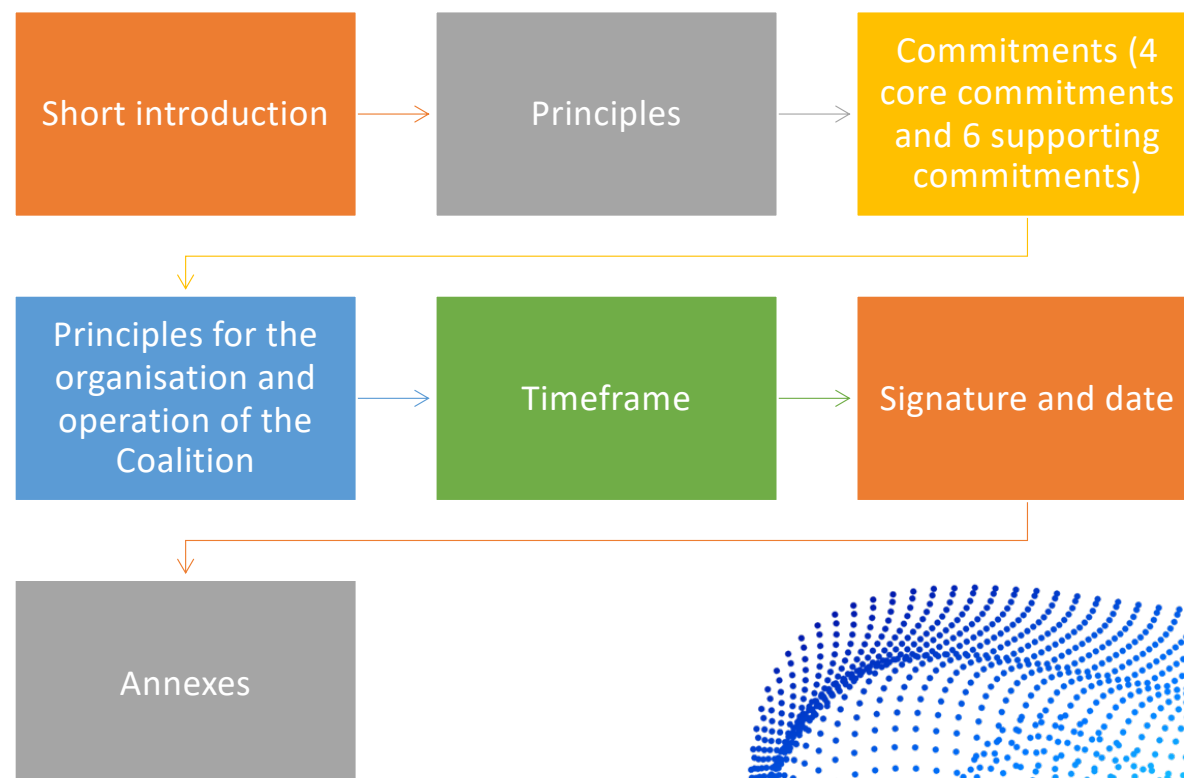 Short introduction
Principles
Commitments (4
core commitments
and 6 supporting
commitments)
Principles for the
organisation and
operation of the
Coalition
Timeframe
Signature and date
Annexes